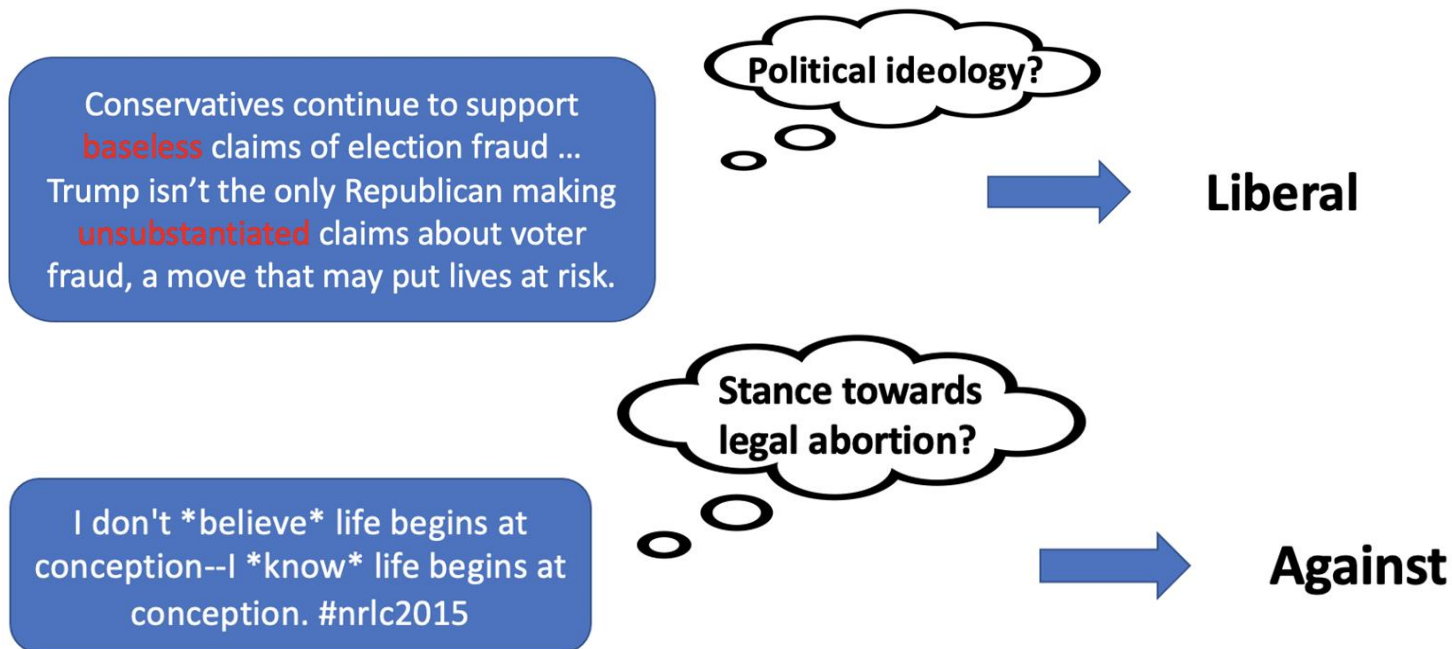 Political ideology?
Conservatives continue to support
baseless claims of election fraud ...
Trump isn’t the only Republican making
unsubstantiated claims about voter
fraud, a move that may put lives at risk.
Liberal
Stance towards
legal abortion?
I don't *believe* life begins at
conception--I *know* life begins at
conception. #nrlc2015
Against